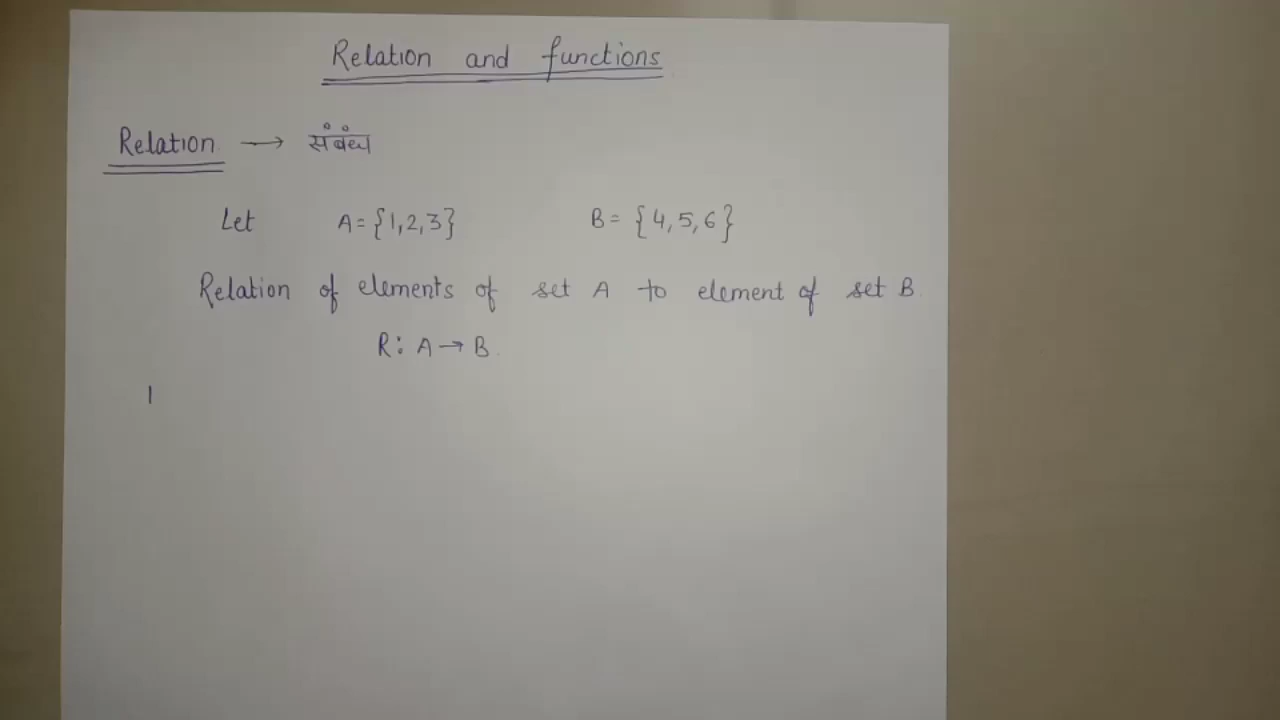 Relation and functions
Relation → संबंध
Let A = {1,2,3} B = {4,5,6}
Relation of elements of set A to element of set B.
R: A → B.
|